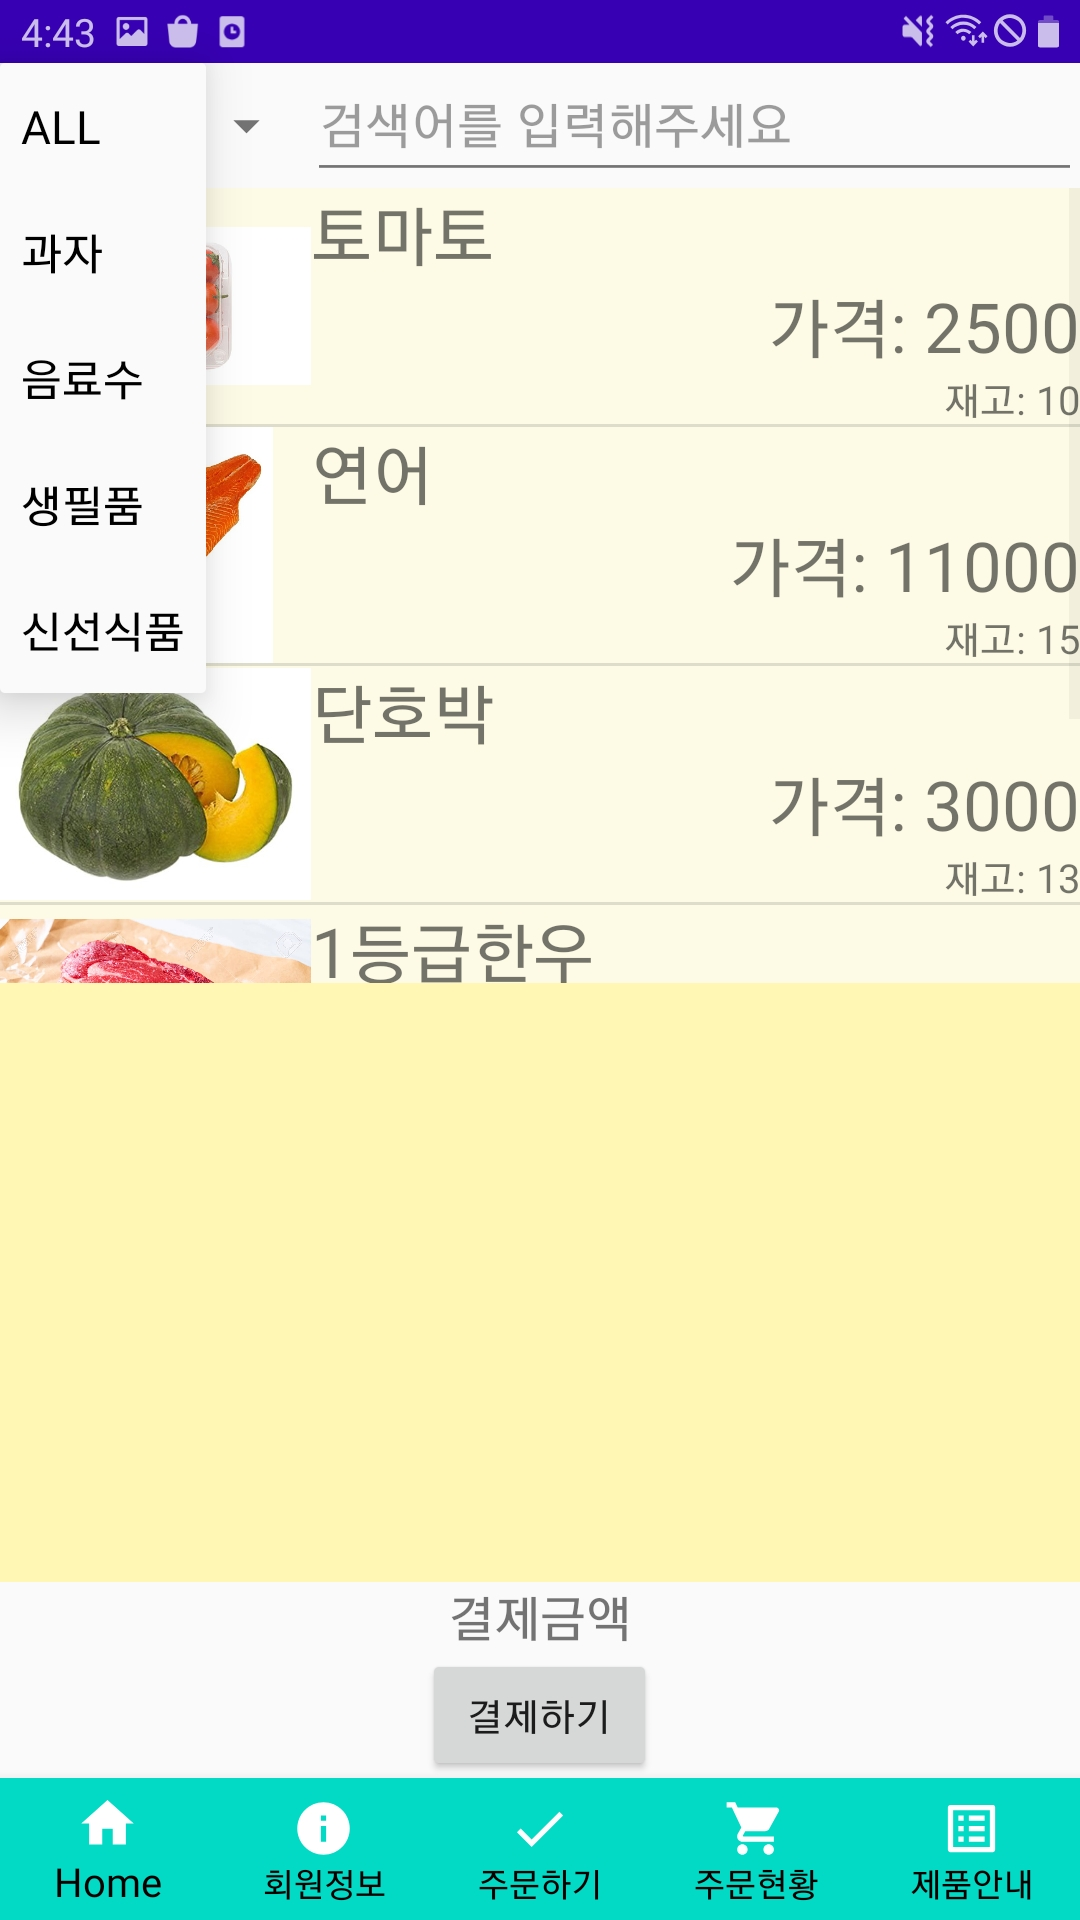 4:43
ALL
과자
음료수
생필품
신선식품
검색어를 입력해주세요
토마토
가격: 2500
재고: 10
연어
가격: 11000
재고: 15
단호박
가격: 3000
재고: 13
1등급한우
결제금액
결제하기
Home
회원정보
주문하기
주문현황
제품안내